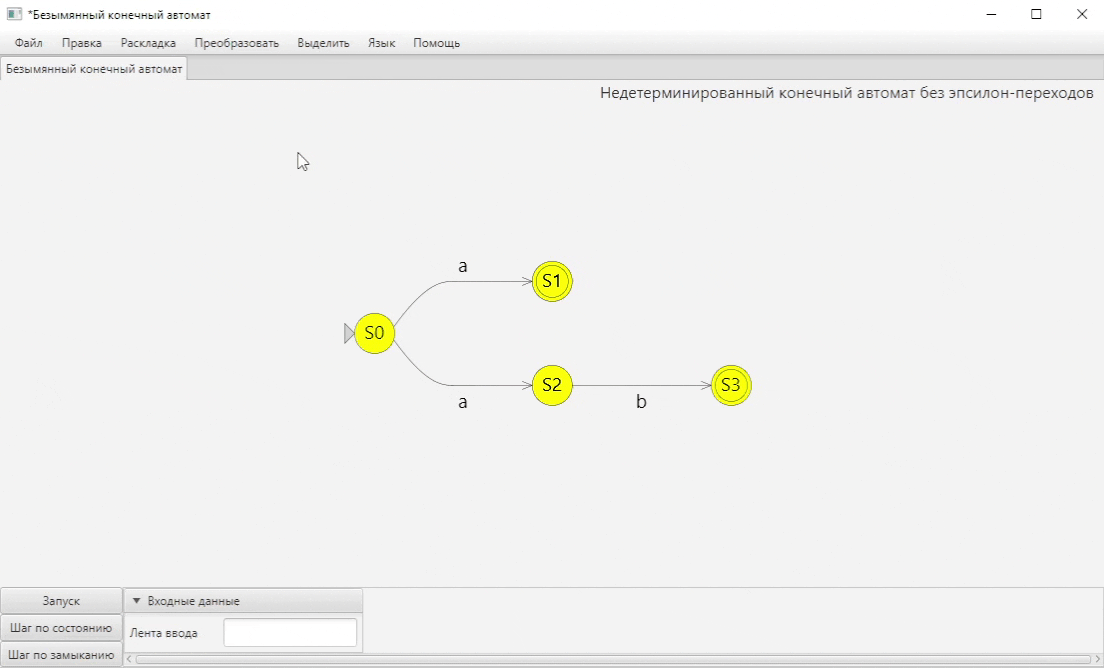 *Безымянный конечный автомат
Файл Правка Раскладка Преобразовать Выделить Язык Помощь
Безымянный конечный автомат
Недетерминированный конечный автомат без эпсилон-переходов
a
S1
S0
S2
S3
a
b
Запуск
Входные данные
Шаг по состоянию
Лента ввода
Шаг по замыканию